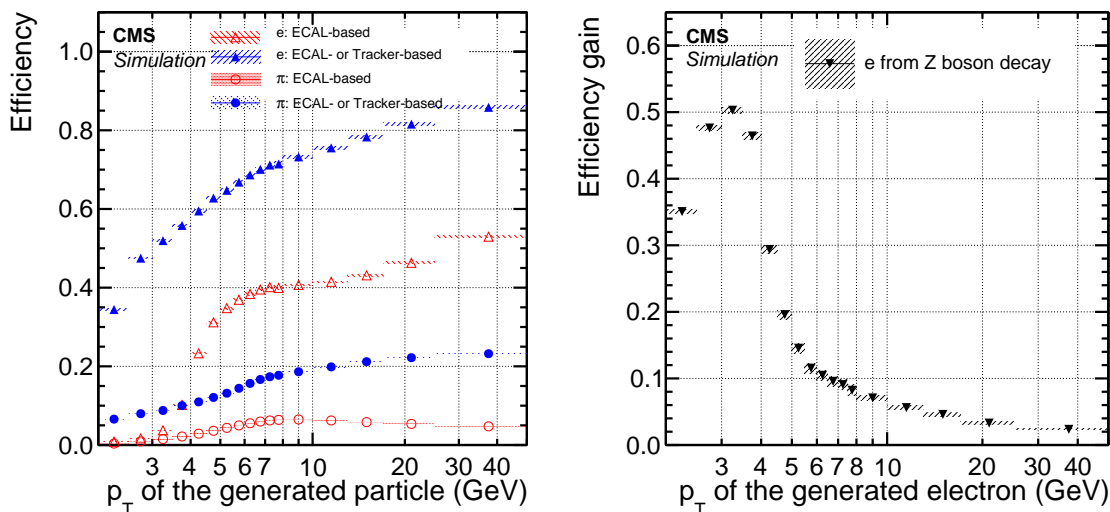 CMS
Simulation
e: ECAL-based
e: ECAL- or Tracker-based
π: ECAL-based
π: ECAL- or Tracker-based
Efficiency
1.0
0.8
0.6
0.4
0.2
0.0
3 4 5 6 7 10 20 30 40
pT of the generated particle (GeV)
CMS
Simulation
e from Z boson decay
Efficiency gain
0.6
0.5
0.4
0.3
0.2
0.1
0.0
3 4 5 6 7 10 20 30 40
pT of the generated electron (GeV)